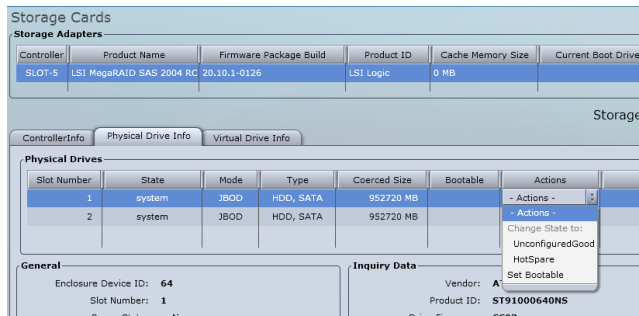 Storage Cards
Storage Adapters
Controller Product Name Firmware Package Build Product ID Cache Memory Size Current Boot Drive
SLOT-5 LSI MegaRAID SAS 2004 RC 20.10.1-0126 LSI Logic 0 MB
Storage
ControllerInfo Physical Drive Info Virtual Drive Info
Physical Drives
Slot Number State Mode Type Coerced Size Bootable Actions
1 system JBOD HDD, SATA 952720 MB - Actions -
2 system JBOD HDD, SATA 952720 MB - Actions -
Change State to:
UnconfiguredGood
HotSpare
Set Bootable
General
Enclosure Device ID: 64
Slot Number: 1
Inquiry Data
Vendor: AT
Product ID: ST91000640NS